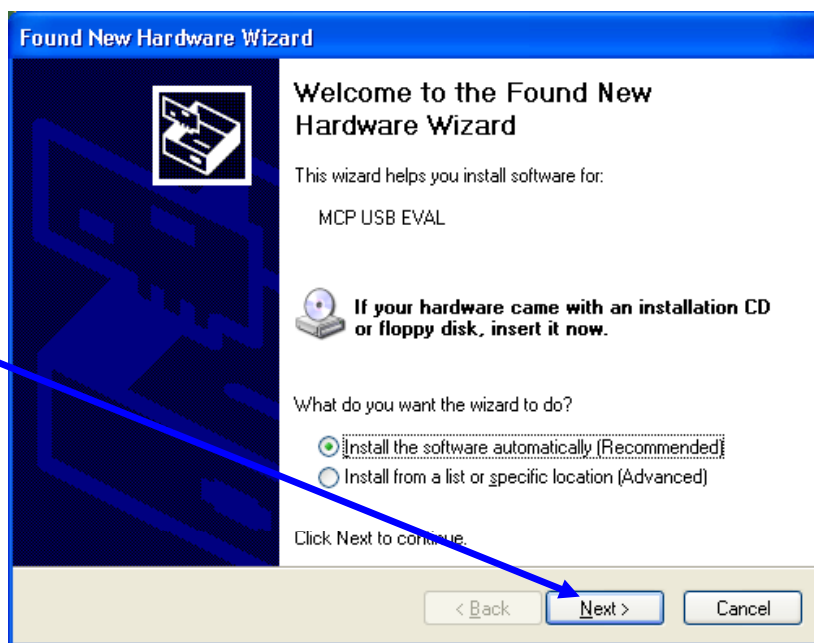 Found New Hardware Wizard
Welcome to the Found New
Hardware Wizard
This wizard helps you install software for:
MCP USB EVAL
If your hardware came with an installation CD
or floppy disk, insert it now.
What do you want the wizard to do?
Install the software automatically (Recommended)
Install from a list or specific location (Advanced)
Click Next to continue.
< Back
Next >
Cancel